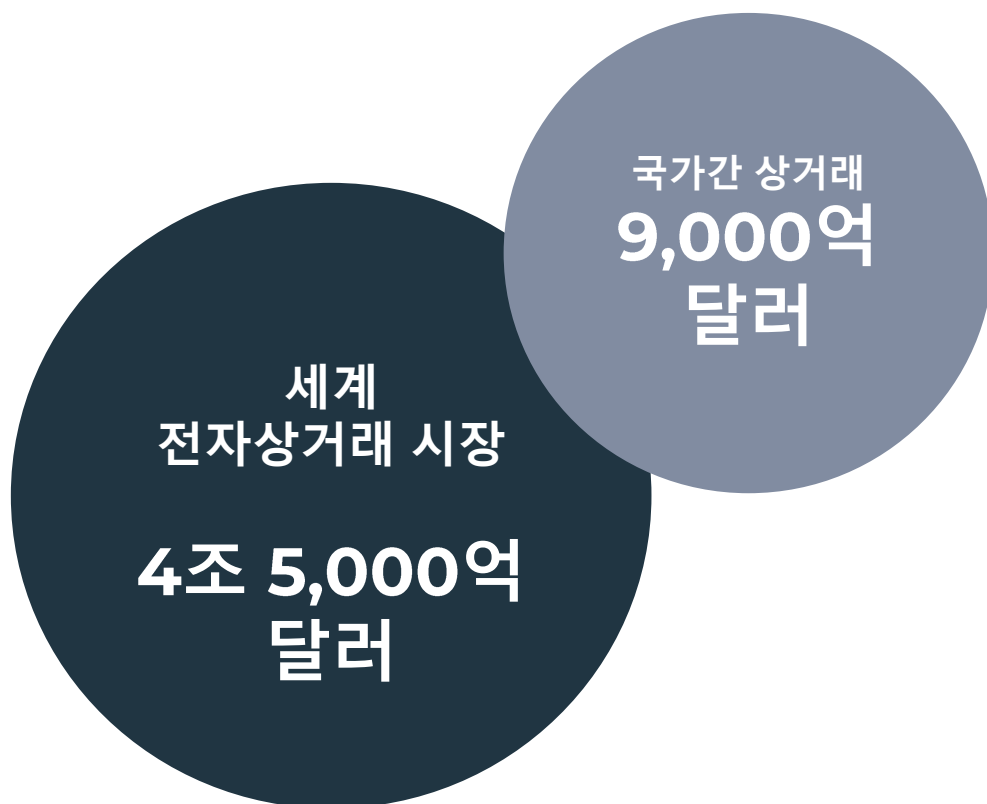 국가간 상거래
9,000억
달러
세계
전자상거래 시장
4조 5,000억
달러